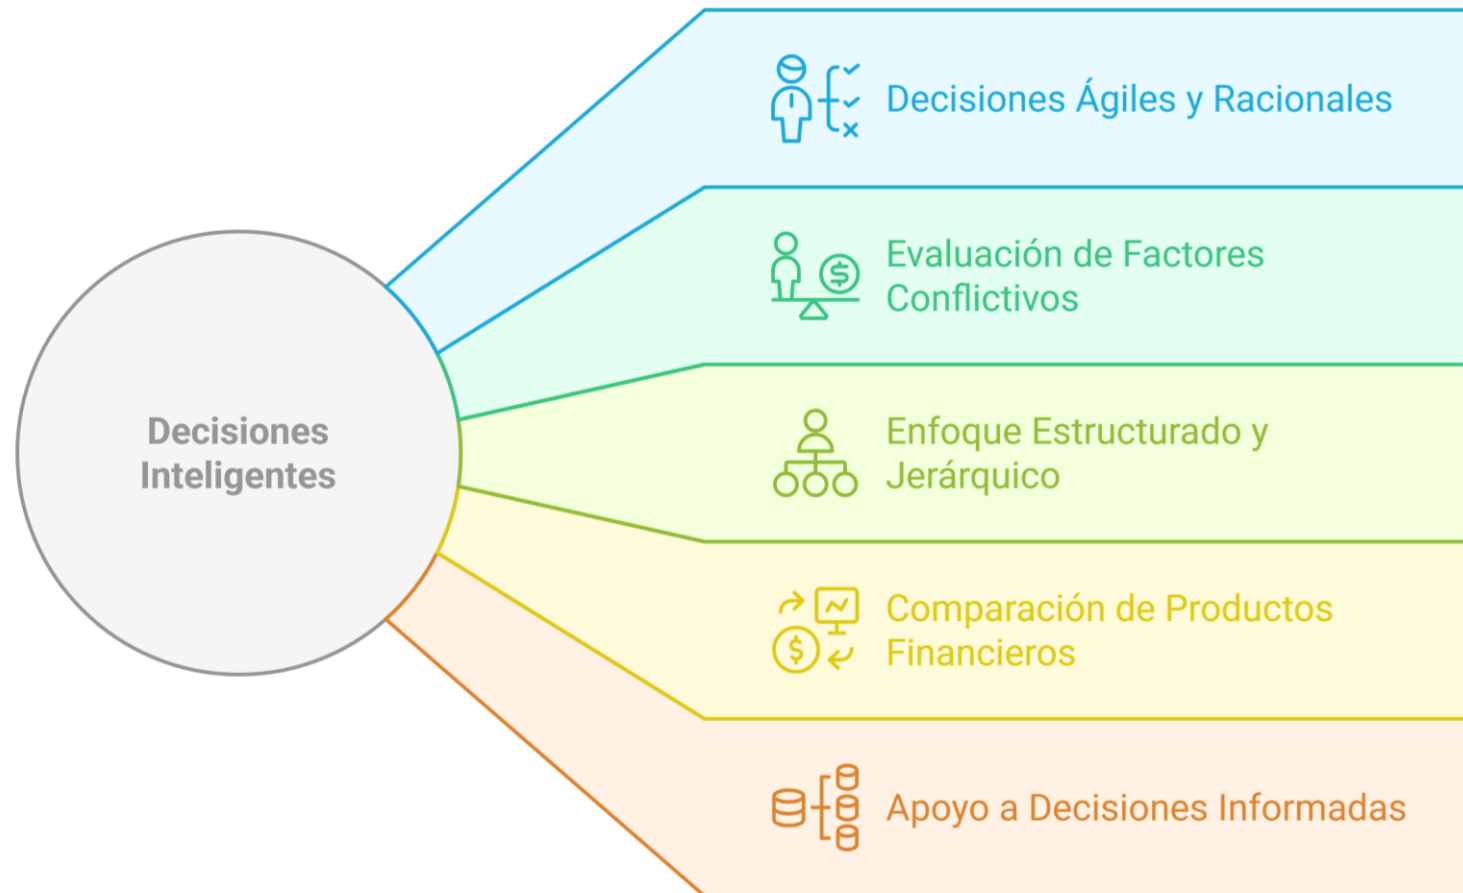 Decisiones
Inteligentes
Decisiones Ágiles y Racionales
Evaluación de Factores
Conflictivos
Enfoque Estructurado y
Jerárquico
Comparación de Productos
Financieros
Apoyo a Decisiones Informadas